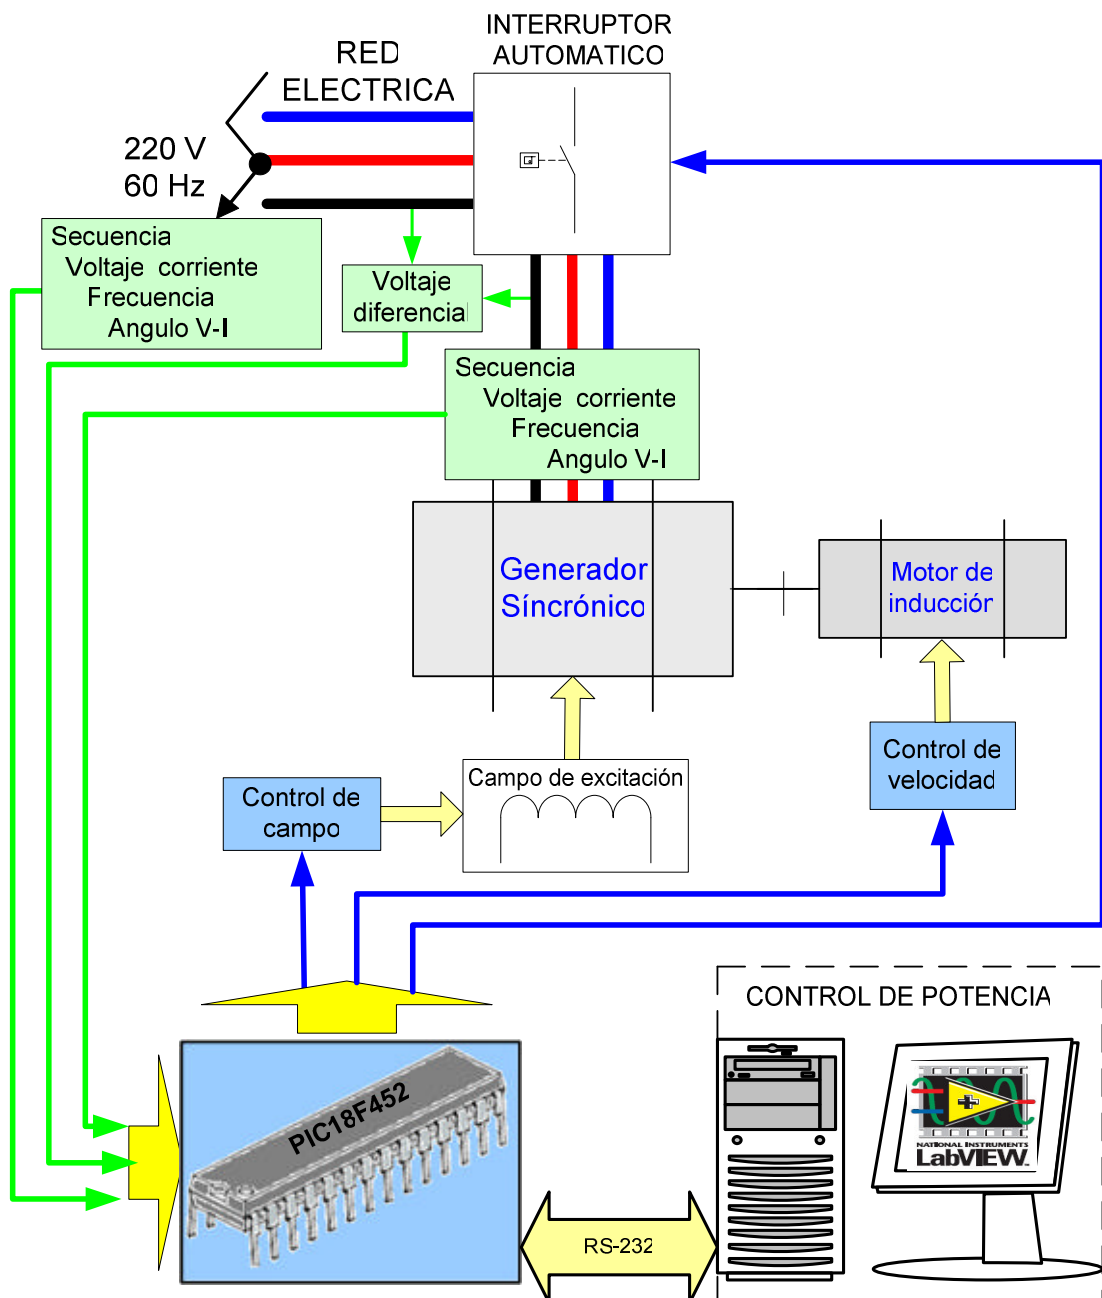 INTERRUPTOR
AUTOMATICO
RED
ELECTRICA
220 V
60 Hz
Secuencia
Voltaje corriente
Frecuencia
Angulo V-I
Voltaje
diferencial
Secuencia
Voltaje corriente
Frecuencia
Angulo V-I
Generador
Síncrónico
Motor de
inducción
Control de
velocidad
Campo de excitación
Control de
campo
CONTROL DE POTENCIA
PIC18F452
NATIONAL INSTRUMENTS
LabVIEW
RS-232